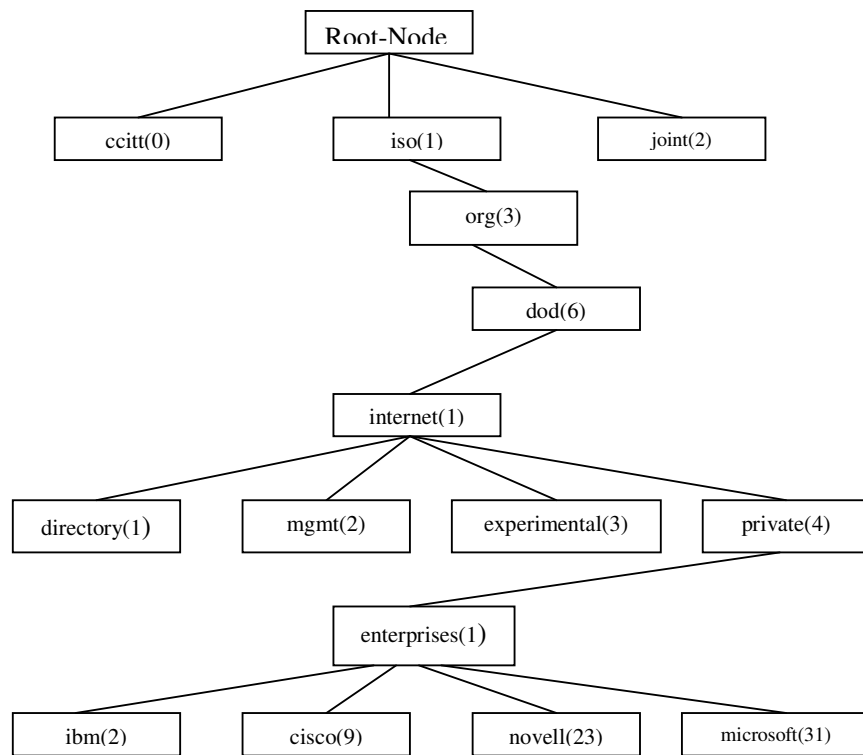 Root-Node
ccitt(0)
iso(1)
joint(2)
org(3)
dod(6)
internet(1)
directory(1)
mgmt(2)
experimental(3)
private(4)
enterprises(1)
ibm(2)
cisco(9)
novell(23)
microsoft(31)